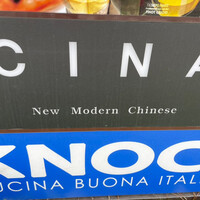 CINA
New Modern Chinese
KNOC
UCINA BUONA ITAL